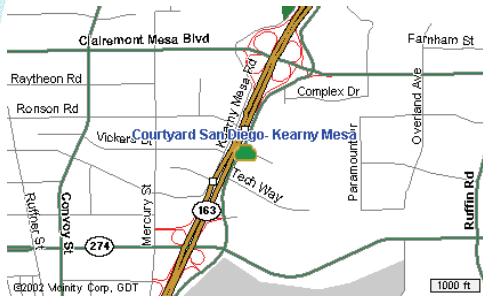 Clairemont Mesa Blvd
Farnham St
Raytheon Rd
Kearny Mesa Rd
Complex Dr
Overland Ave
Ronson Rd
Courtyard San Diego- Kearny Mesa
Paramount
Tech Way
Mercury St
Ruffner St
Convoy St
Ruffin Rd
163
274
©2002 Vicinity Corp, GDT
1000 ft